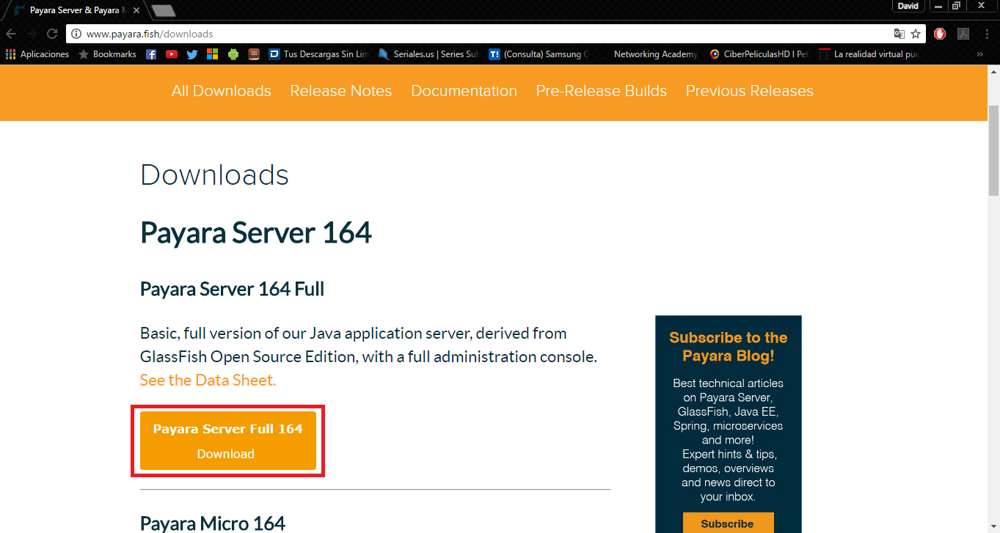 Payara Server & Payara M
David
www.payara.fish/downloads
Aplicaciones
Bookmarks
Tus Descargas Sin Lim
Seriales.us | Series Sub
T! (Consulta) Samsung G
Networking Academy
CiberPeliculasHD I Pel
La realidad virtual pue
»
All Downloads
Release Notes
Documentation
Pre-Release Builds
Previous Releases
Downloads
Payara Server 164
Payara Server 164 Full
Basic, full version of our Java application server, derived from
GlassFish Open Source Edition, with a full administration console.
See the Data Sheet.
Payara Server Full 164
Download
Payara Micro 164
Subscribe to the
Payara Blog!
Best technical articles
on Payara Server,
GlassFish, Java EE,
Spring, microservices
and more!
Expert hints & tips,
demos, overviews
and news direct to
your inbox.
Subscribe